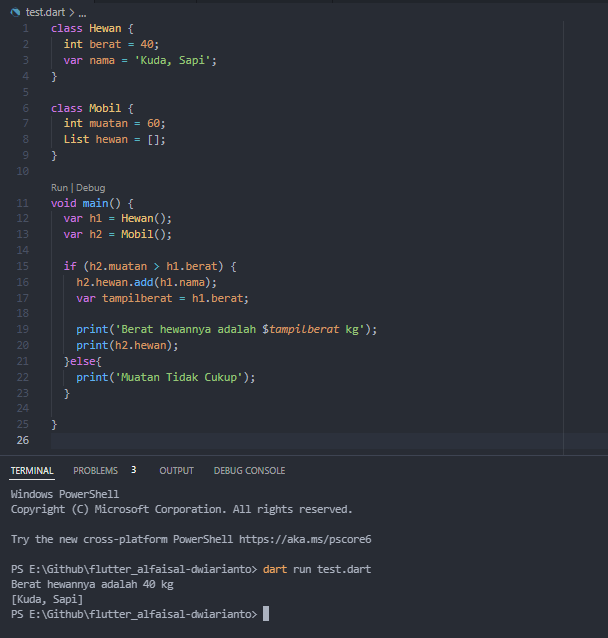 test.dart > ...
1 class Hewan {
2 int berat = 40;
3 var nama = 'Kuda, Sapi';
4 }
5
6 class Mobil {
7 int muatan = 60;
8 List hewan = [];
9 }
10
Run | Debug
11 void main() {
12 var h1 = Hewan();
13 var h2 = Mobil();
14
15 if (h2.muatan > h1.berat) {
16 h2.hewan.add(h1.nama);
17 var tampilberat = h1.berat;
18
19 print('Berat hewannya adalah $tampilberat kg');
20 print(h2.hewan);
21 }else{
22 print('Muatan Tidak Cukup');
23 }
24
25 }
26
TERMINAL PROBLEMS 3 OUTPUT DEBUG CONSOLE
Windows PowerShell
Copyright (C) Microsoft Corporation. All rights reserved.
Try the new cross-platform PowerShell https://aka.ms/pscore6
PS E:\Github\flutter_alfaisal-dwiarianto> dart run test.dart
Berat hewannya adalah 40 kg
[Kuda, Sapi]
PS E:\Github\flutter_alfaisal-dwiarianto>